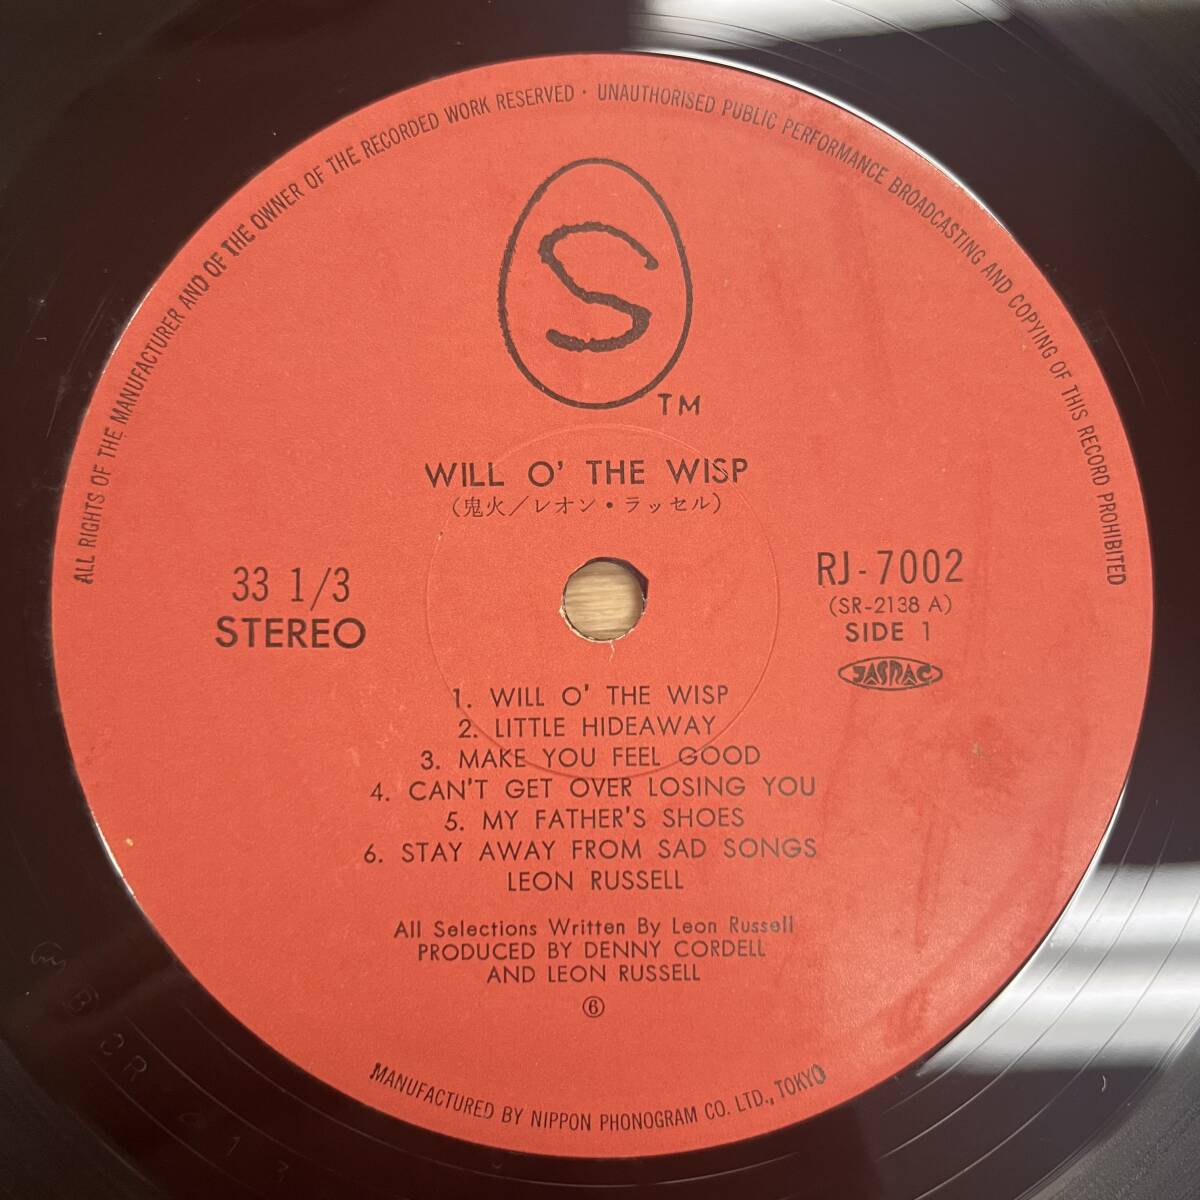 ALL RIGHTS OF THE MANUFACTURER AND OF THE OWNER OF THE RECORDED WORK RESERVED · UNAUTHORISED PUBLIC PERFORMANCE BROADCASTING AND COPYING OF THIS RECORD PROHIBITED
S
TM
WILL O' THE WISP
(鬼火/レオン・ラッセル)
33 1/3
STEREO
RJ-7002
(SR-2138 A)
SIDE 1
JASRAC
1. WILL O' THE WISP
2. LITTLE HIDEAWAY
3. MAKE YOU FEEL GOOD
4. CAN'T GET OVER LOSING YOU
5. MY FATHER'S SHOES
6. STAY AWAY FROM SAD SONGS
LEON RUSSELL
All Selections Written By Leon Russell
PRODUCED BY DENNY CORDELL
AND LEON RUSSELL
⑥
MANUFACTURED BY NIPPON PHONOGRAM CO. LTD., TOKYO